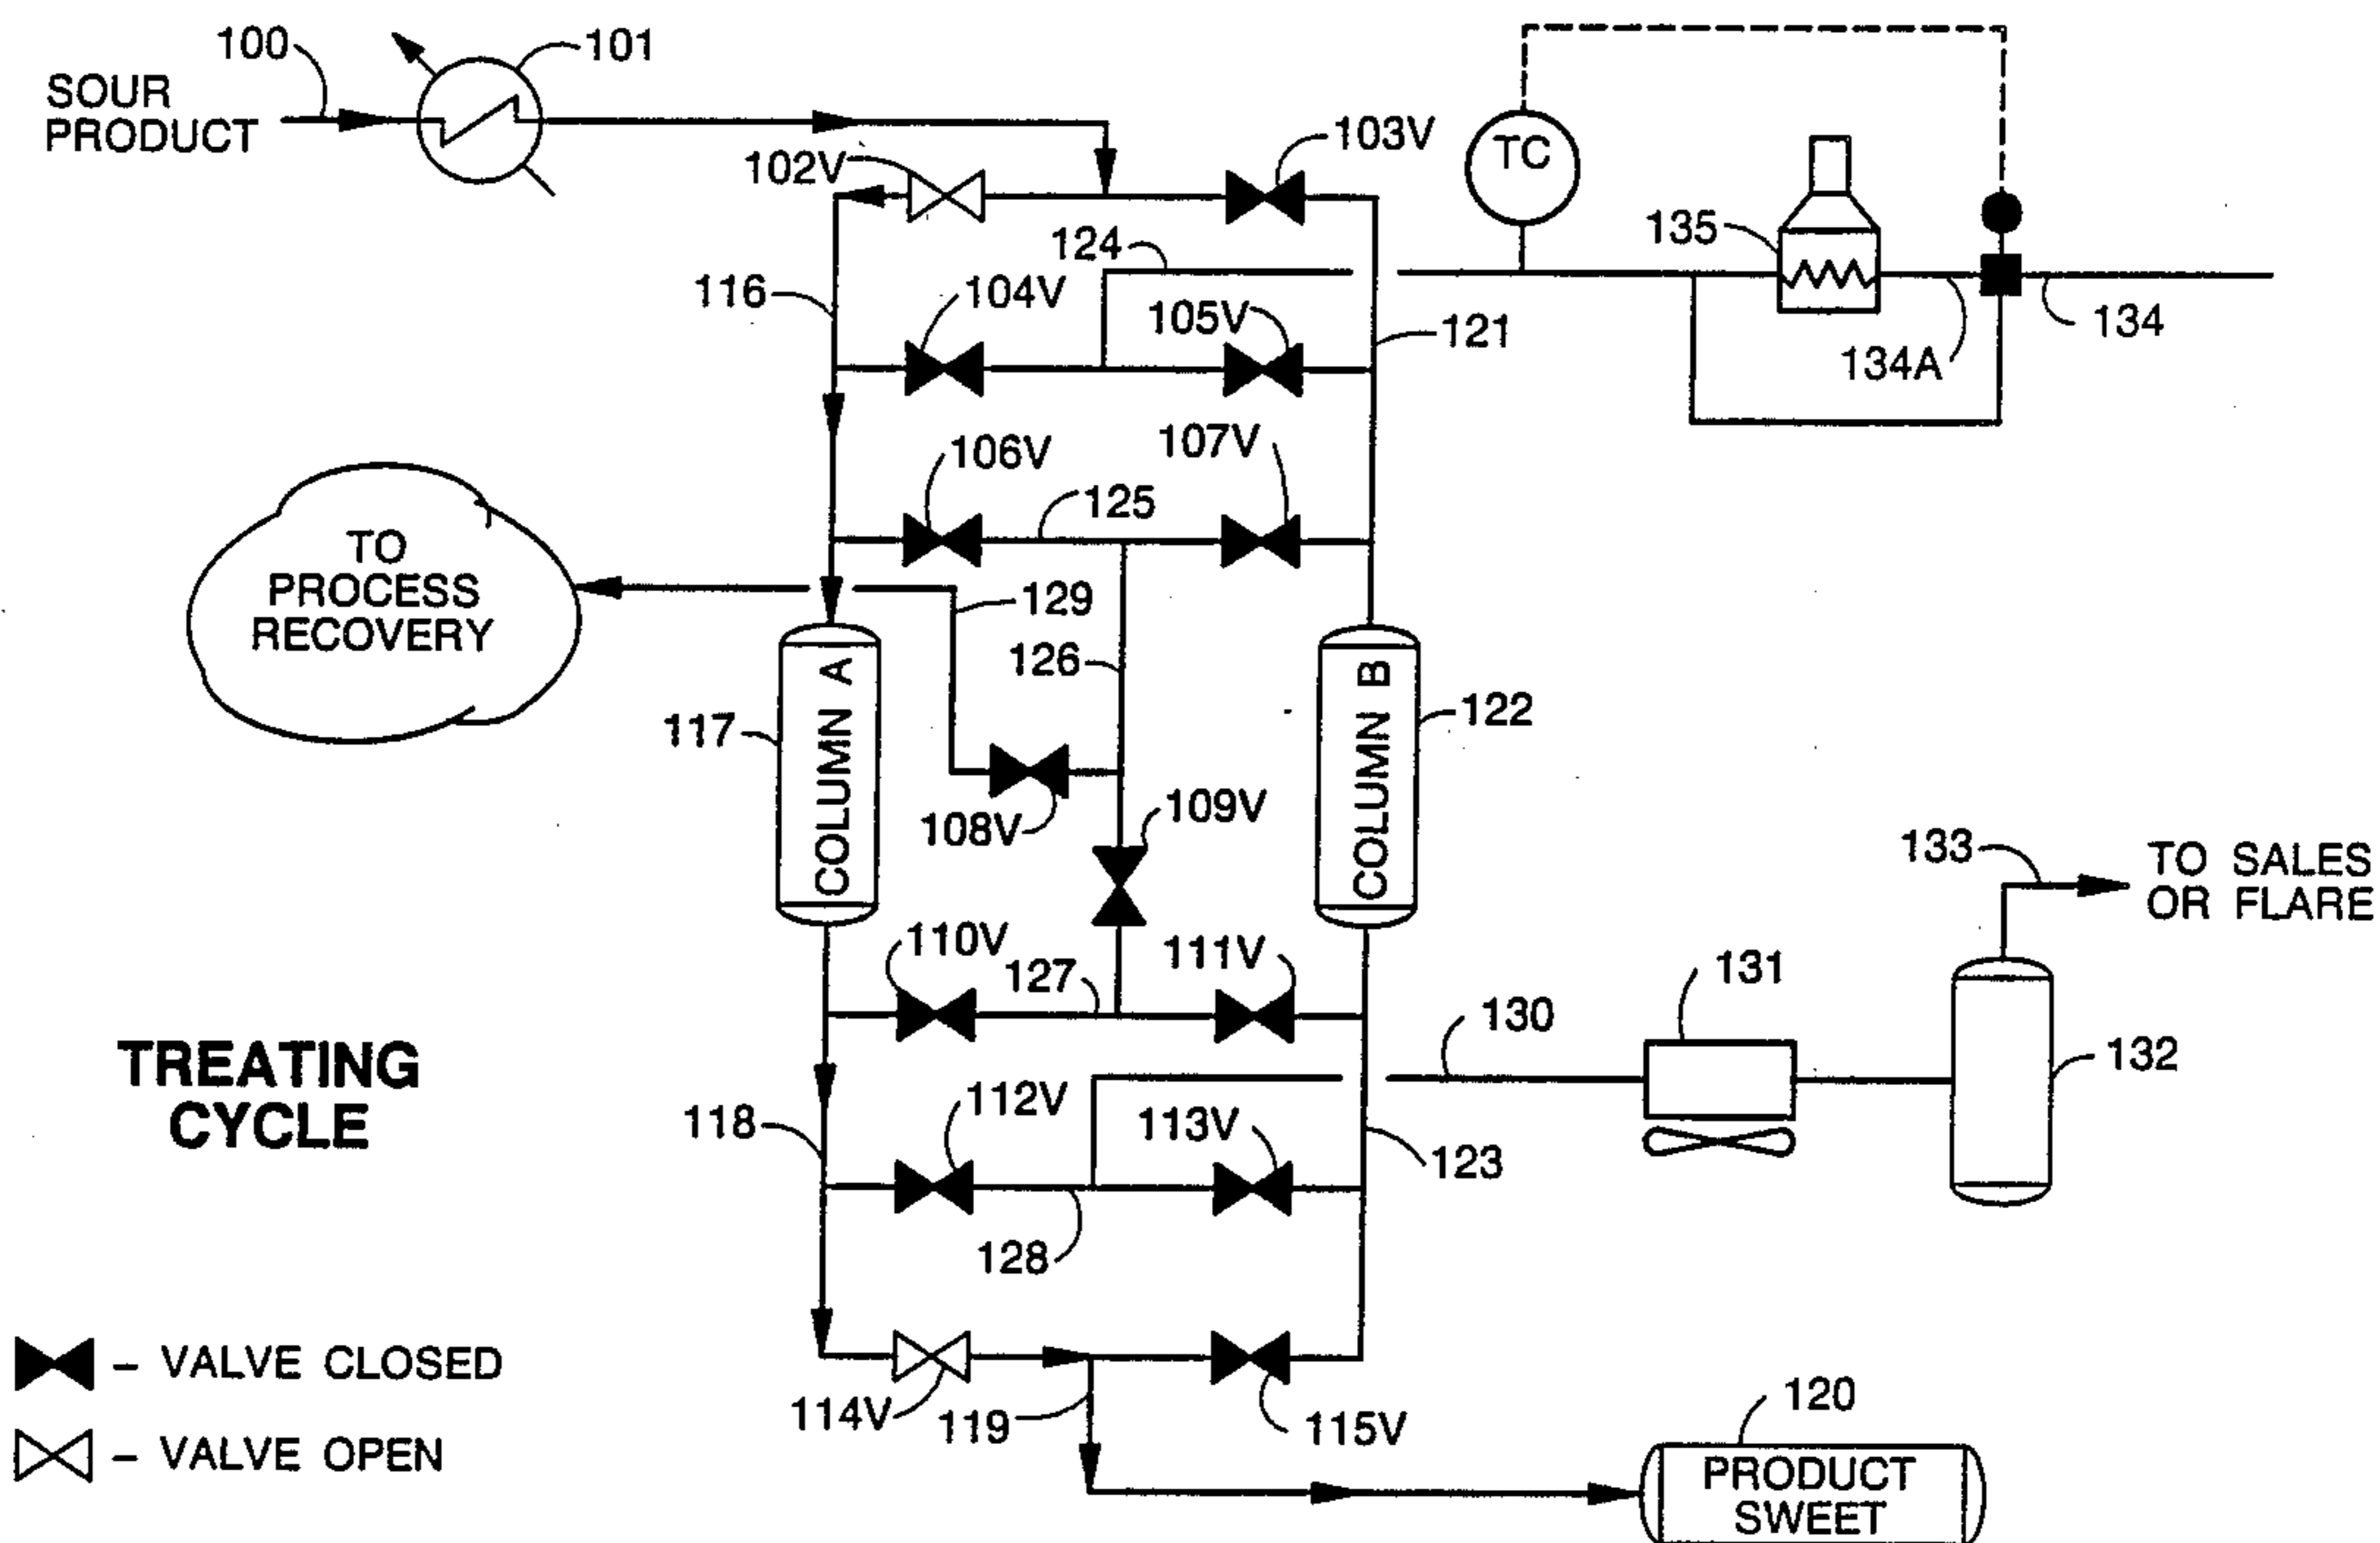 100
101
SOUR
PRODUCT
102V
103V
TC
124
135
116
104V
105V
121
134
134A
106V
107V
125
TO
PROCESS
RECOVERY
129
126
COLUMN A
COLUMN B
117
122
108V
109V
133
TO SALES
OR FLARE
110V
127
111V
130
131
132
TREATING
CYCLE
118
112V
113V
123
128
– VALVE CLOSED
114V
119
115V
120
– VALVE OPEN
PRODUCT
SWEET